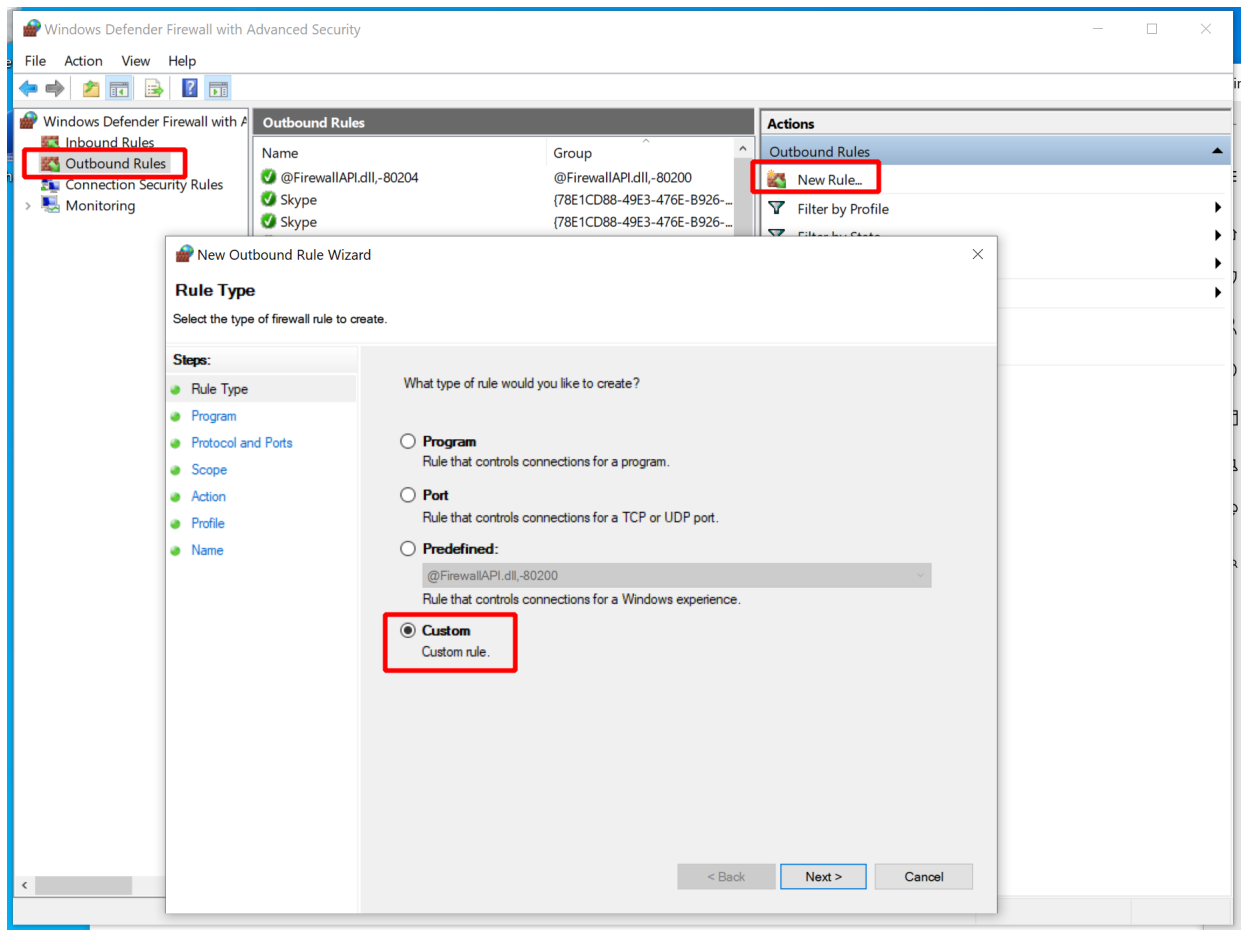 Windows Defender Firewall with Advanced Security
File Action View Help
Windows Defender Firewall with A
Inbound Rules
Outbound Rules
Connection Security Rules
Monitoring
Outbound Rules
Name Group
@FirewallAPI.dll,-80204 @FirewallAPI.dll,-80200
Skype {78E1CD88-49E3-476E-B926-...
Skype {78E1CD88-49E3-476E-B926-...
Actions
Outbound Rules
New Rule...
Filter by Profile
Filter by State
New Outbound Rule Wizard
Rule Type
Select the type of firewall rule to create.
Steps:
Rule Type
Program
Protocol and Ports
Scope
Action
Profile
Name
What type of rule would you like to create?
Program
Rule that controls connections for a program.
Port
Rule that controls connections for a TCP or UDP port.
Predefined:
@FirewallAPI.dll,-80200
Rule that controls connections for a Windows experience.
Custom
Custom rule.
< Back Next > Cancel